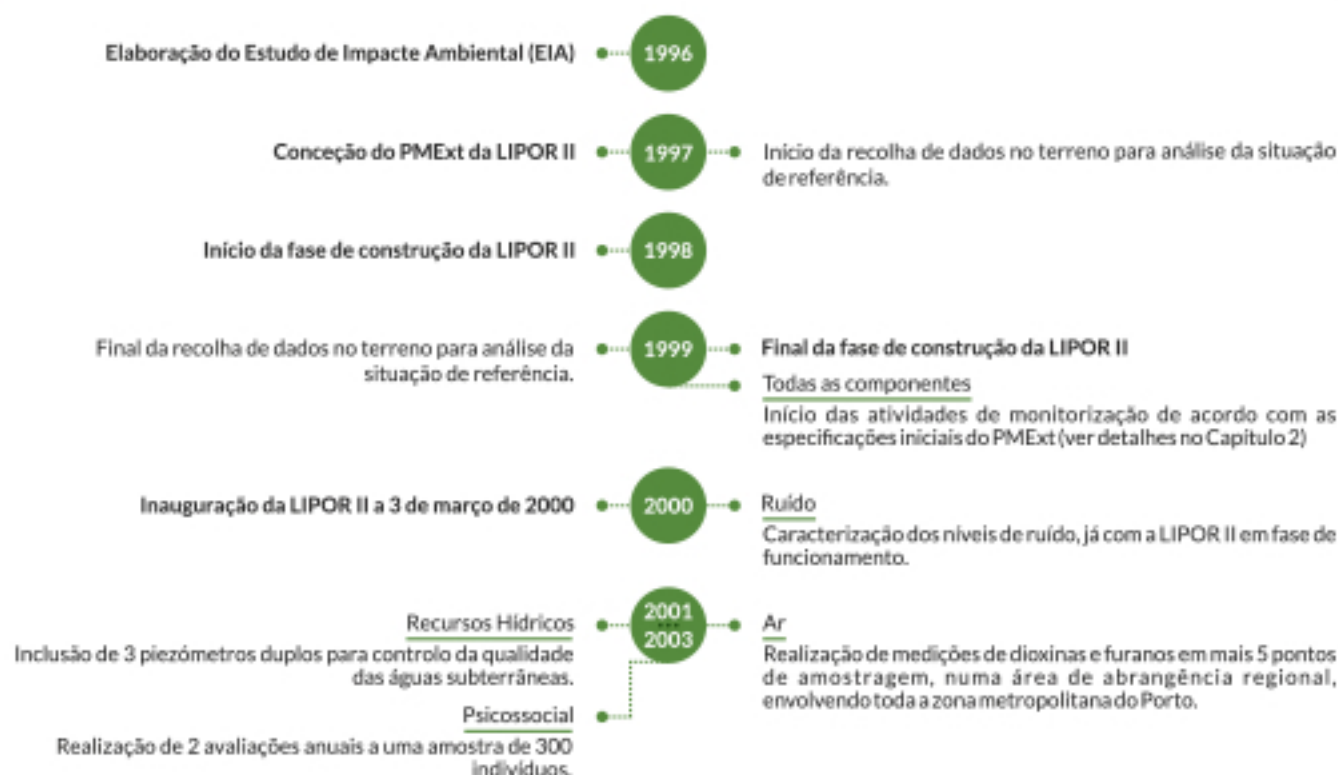 Elaboração do Estudo de Impacte Ambiental (EIA)
1996
Conceção do PMExt da LIPOR II
1997
Início da recolha de dados no terreno para análise da situação
de referência.
Início da fase de construção da LIPOR II
1998
Final da recolha de dados no terreno para análise da
situação de referência.
1999
Final da fase de construção da LIPOR II
Todas as componentes
Início das atividades de monitorização de acordo com as
especificações iniciais do PMExt (ver detalhes no Capítulo 2)
Inauguração da LIPOR II a 3 de março de 2000
2000
Ruído
Caracterização dos níveis de ruído, já com a LIPOR II em fase de
funcionamento.
2001
2003
Recursos Hídricos
Inclusão de 3 piezómetros duplos para controlo da qualidade
das águas subterrâneas.
Ar
Realização de medições de dioxinas e furanos em mais 5 pontos
de amostragem, numa área de abrangência regional,
envolvendo toda a zona metropolitana do Porto.
Psicossocial
Realização de 2 avaliações anuais a uma amostra de 300
indivíduos.